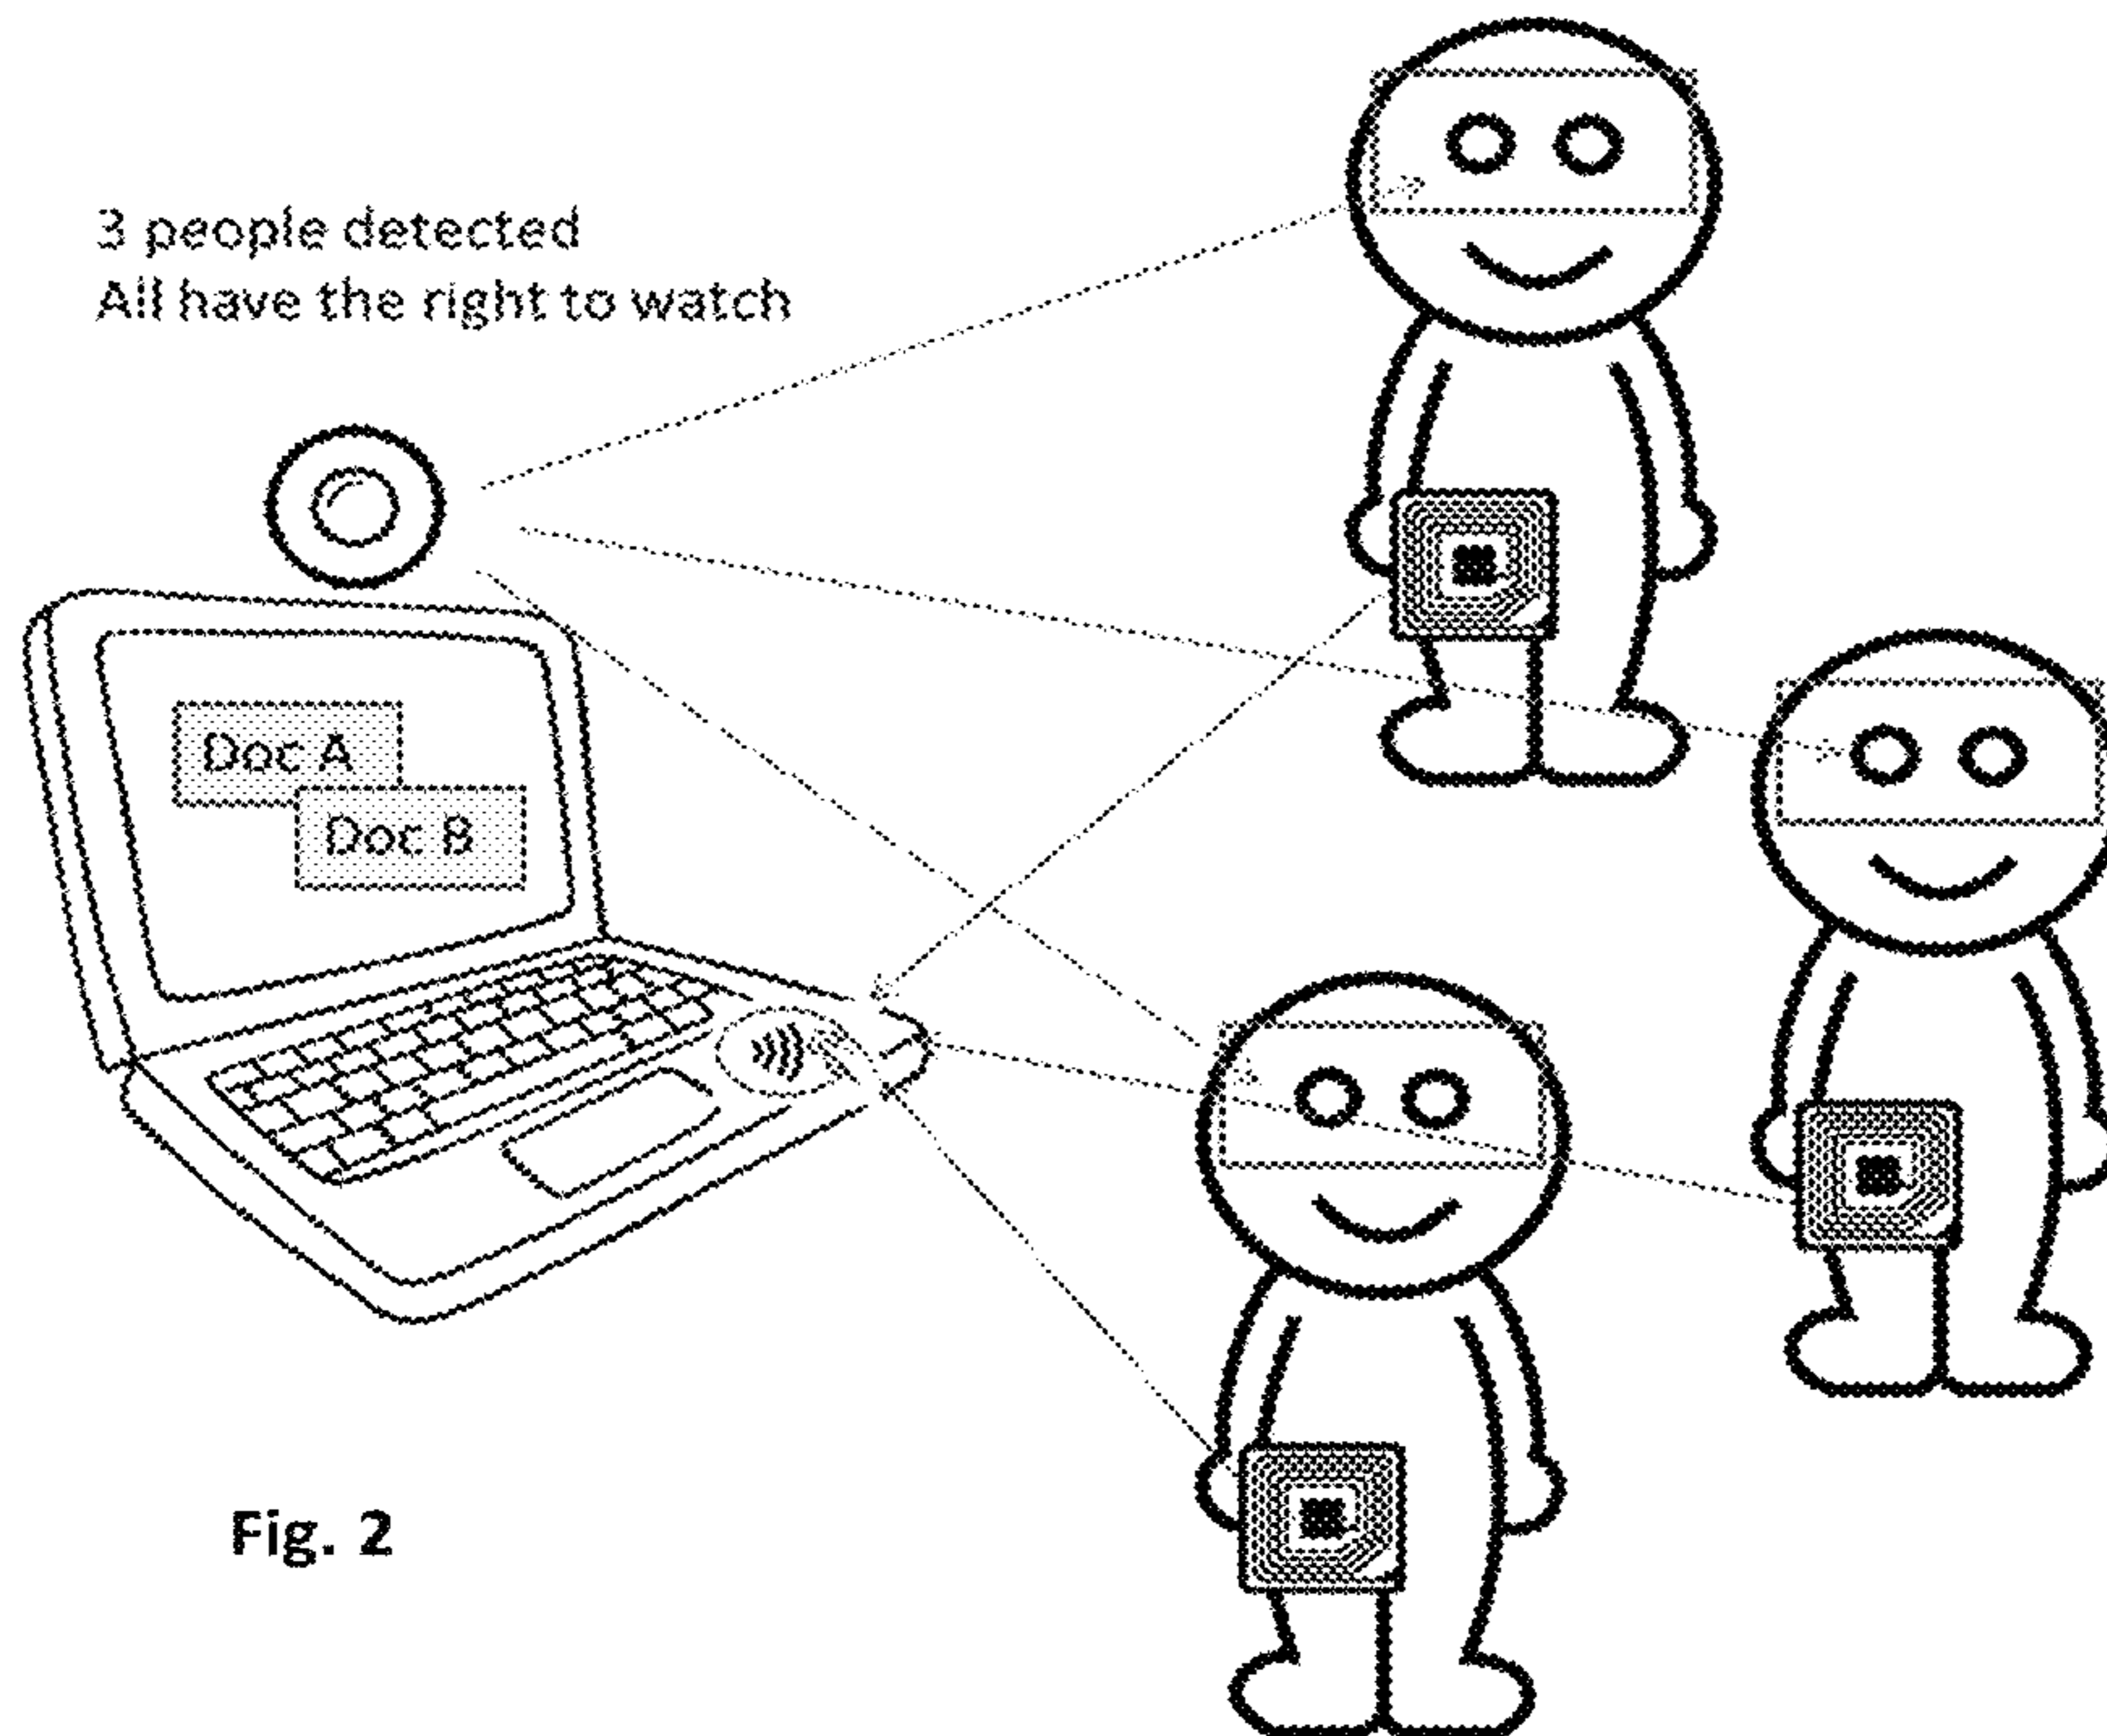 3 people detected
All have the right to watch
Doc A
Doc B
Fig. 2